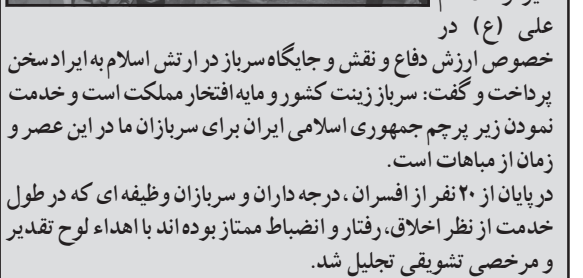 علی (ع) در
خصوص ارزش دفاع و نقش و جایگاه سرباز در ارتش اسلام به ایراد سخن
پرداخت و گفت: سرباز زینت کشور و مایه افتخار مملکت است و خدمت
نمودن زیر پرچم جمهوری اسلامی ایران برای سربازان ما در این عصر و
زمان از مباهات است.
در پایان از ۲۰ نفر از افسران ، درجه داران و سربازان وظیفه ای که در طول
خدمت از نظر اخلاق، رفتار و انضباط ممتاز بوده اند با اهداء لوح تقدیر
و مرخصی تشویقی تجلیل شد.